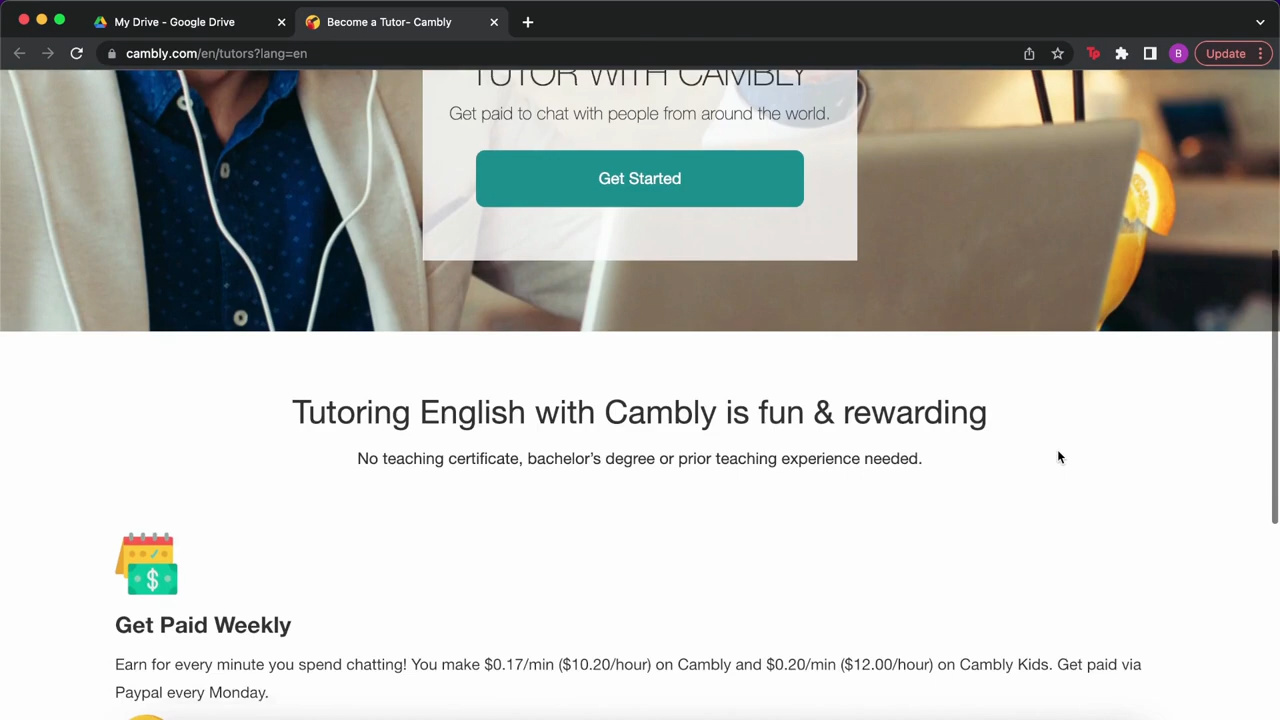 My Drive - Google Drive
Become a Tutor- Cambly
cambly.com/en/tutors?lang=en
B
Update
TUTOR WITH CAMBLY
Get paid to chat with people from around the world.
Get Started
Tutoring English with Cambly is fun & rewarding
No teaching certificate, bachelor's degree or prior teaching experience needed.
$
Get Paid Weekly
Earn for every minute you spend chatting! You make $0.17/min ($10.20/hour) on Cambly and $0.20/min ($12.00/hour) on Cambly Kids. Get paid via
Paypal every Monday.